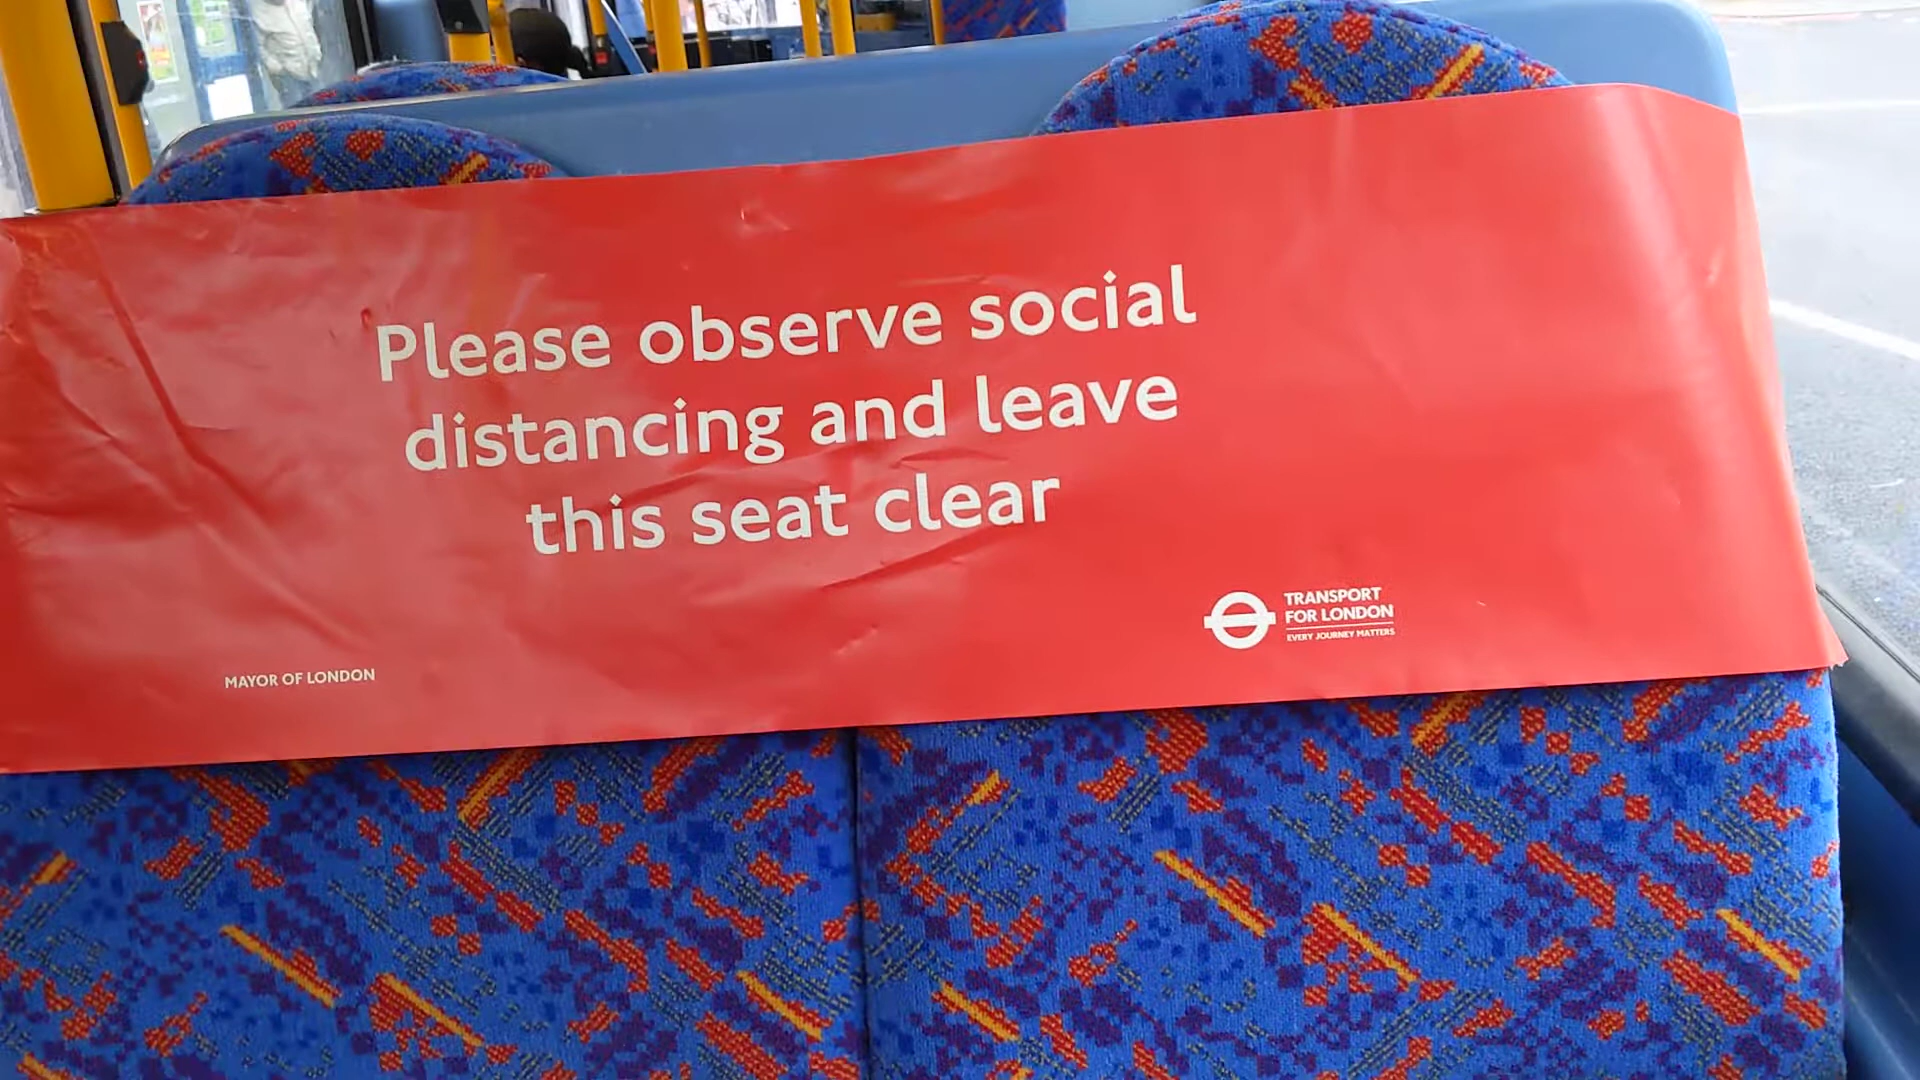 Please observe social
distancing and leave
this seat clear
TRANSPORT
FOR LONDON
EVERY JOURNEY MATTERS
MAYOR OF LONDON